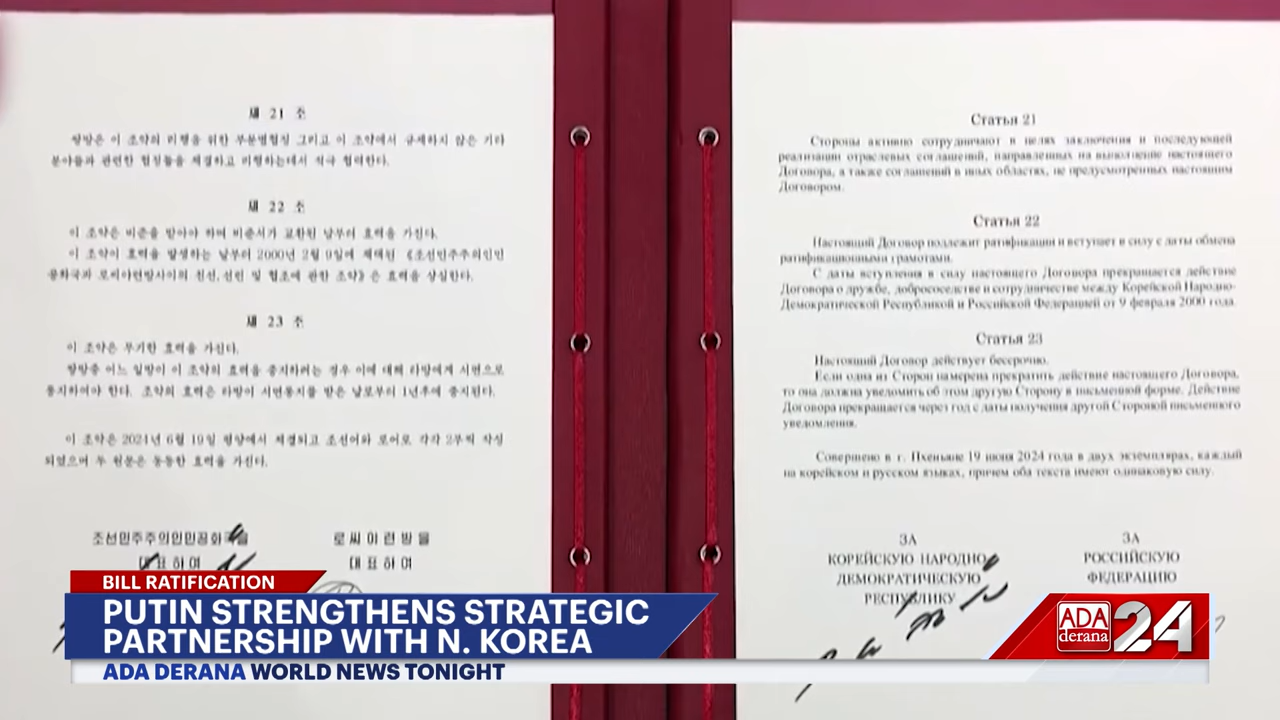 제 21 조
쌍방은 이 조약의 리행을 위한 부문별협정 그리고 이 조약에서 규제하지 않은 기타
분야들과 관련한 협정들을 체결하고 리행하는데서 적극 협력한다.
제 22 조
이 조약은 비준을 받아야 하며 비준서가 교환된 날부터 효력을 가진다.
이 조약이 효력을 발생하는 날부터 2000년 2월 9일에 채택된 《조선민주주의인민
공화국과 로씨야련방사이의 친선, 선린 및 협조에 관한 조약》은 효력을 상실한다.
제 23 조
이 조약은 무기한 효력을 가진다.
쌍방중 어느 일방이 이 조약의 효력을 중지하려는 경우 이에 대해 타방에게 서면으로
통지하여야 한다. 조약의 효력은 타방이 서면통지를 받은 날로부터 1년후에 중지된다.
이 조약은 2024년 6월 19일 평양에서 체결되고 조선어와 로어로 각각 2부씩 작성
되였으며 두 원문은 동등한 효력을 가진다.
조선민주주의인민공화국을
대표하여
로씨야련방을
대표하여
Статья 21
Стороны активно сотрудничают в целях заключения и последующей
реализации отраслевых соглашений, направленных на выполнение настоящего
Договора, а также соглашений в иных областях, не предусмотренных настоящим
Договором.
Статья 22
Настоящий Договор подлежит ратификации и вступает в силу с даты обмена
ратификационными грамотами.
С даты вступления в силу настоящего Договора прекращается действие
Договора о дружбе, добрососедстве и сотрудничестве между Корейской Народно-
Демократической Республикой и Российской Федерацией от 9 февраля 2000 года.
Статья 23
Настоящий Договор действует бессрочно.
Если одна из Сторон намерена прекратить действие настоящего Договора,
то она должна уведомить об этом другую Сторону в письменной форме. Действие
Договора прекращается через год с даты получения другой Стороной письменного
уведомления.
Совершено в г. Пхеньяне 19 июня 2024 года в двух экземплярах, каждый
на корейском и русском языках, причем оба текста имеют одинаковую силу.
ЗА
КОРЕЙСКУЮ НАРОДНО-
ДЕМОКРАТИЧЕСКУЮ
РЕСПУБЛИКУ
ЗА
РОССИЙСКУЮ
ФЕДЕРАЦИЮ
BILL RATIFICATION
PUTIN STRENGTHENS STRATEGIC
PARTNERSHIP WITH N. KOREA
ADA DERANA WORLD NEWS TONIGHT
ADA
derana
24